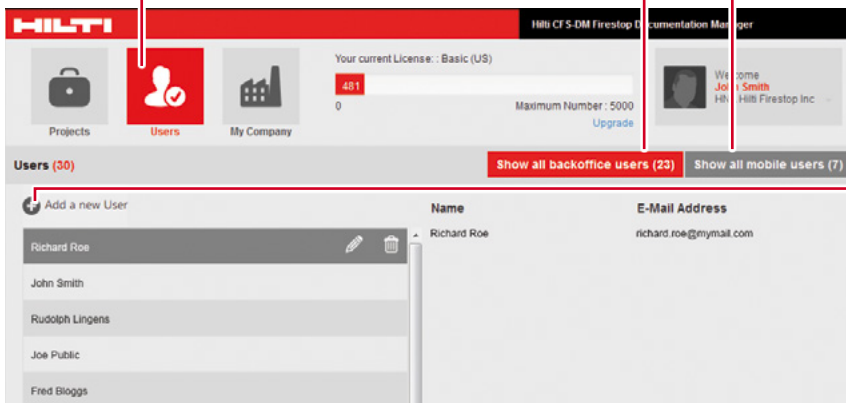 HILTI
Hilti CFS-DM Firestop Documentation Manager
Your current License: : Basic (US)
481
0 Maximum Number : 5000
Upgrade
Welcome
John Smith
Hilti Firestop Inc
Projects Users My Company
Users (30)
Show all backoffice users (23) Show all mobile users (7)
Add a new User
Name E-Mail Address
Richard Roe richard.roe@mymail.com
Richard Roe
John Smith
Rudolph Lingens
Joe Public
Fred Bloggs